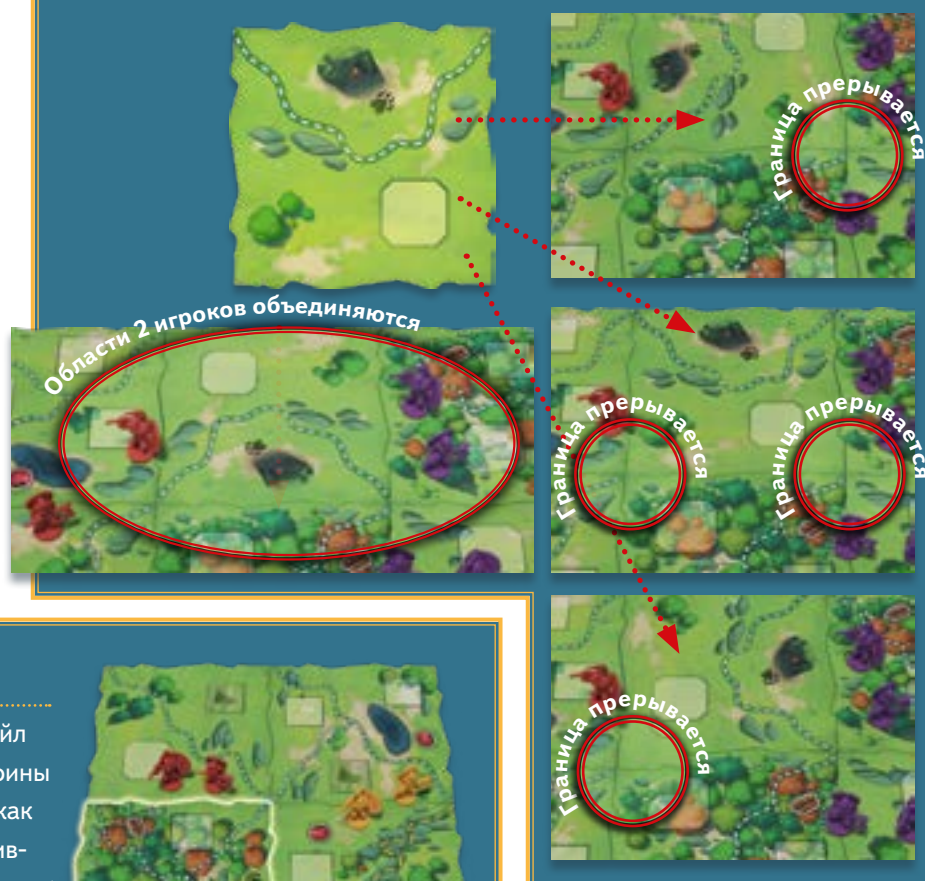 Граница прерывается
Области 2 игроков объединяются
Граница прерывается
Граница прерывается
Граница прерывается
йл
рины
как
ив-